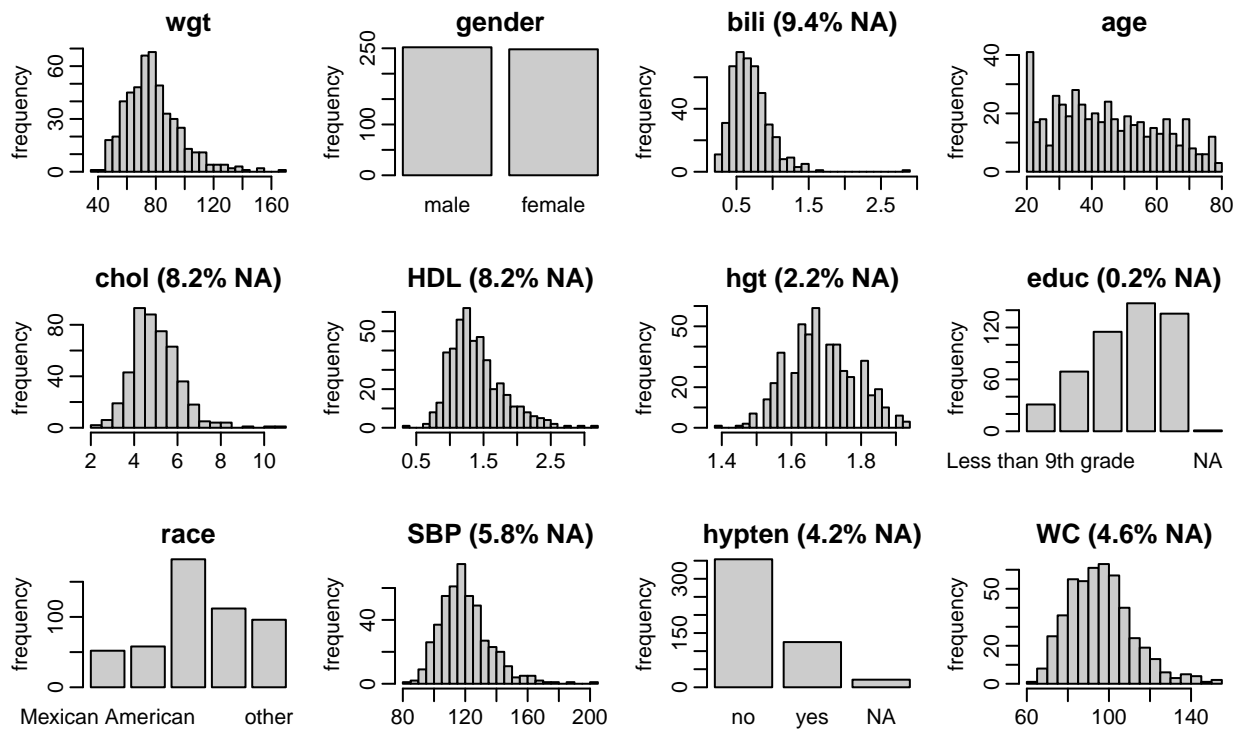 wgt
frequency
0 30 60
40 80 120 160
gender
frequency
0 100 250
male female
bili (9.4% NA)
frequency
0 40
0.5 1.5 2.5
age
frequency
0 20 40
20 40 60 80
chol (8.2% NA)
frequency
0 40 80
2 4 6 8 10
HDL (8.2% NA)
frequency
0 20 50
0.5 1.5 2.5
hgt (2.2% NA)
frequency
0 20 50
1.4 1.6 1.8
educ (0.2% NA)
frequency
0 60 120
Less than 9th grade NA
race
frequency
0 100
Mexican American other
SBP (5.8% NA)
frequency
0 40
80 120 160 200
hypten (4.2% NA)
frequency
0 150 300
no yes NA
WC (4.6% NA)
frequency
0 20 50
60 100 140